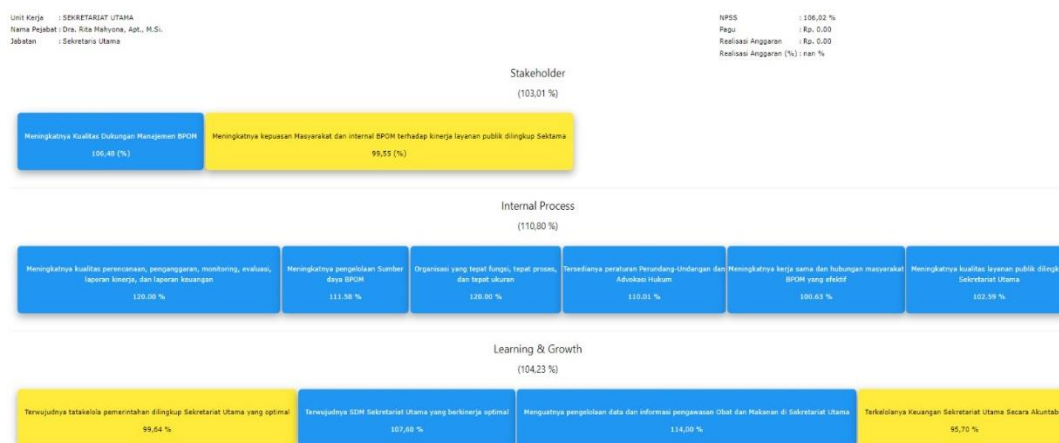 Unit Kerja : SEKRETARIAT UTAMA
Nama Pejabat : Dra. Rita Mahyona, Apt., M.Si.
Jabatan : Sekretaris Utama
NPSS : 106,02 %
Pagu : Rp. 0.00
Realisasi Anggaran : Rp. 0.00
Realisasi Anggaran (%) : nan %
Stakeholder
(103,01 %)
Meningkatnya Kualitas Dukungan Manajemen BPOM
106,48 (%)
Meningkatnya kepuasan Masyarakat dan internal BPOM terhadap kinerja layanan publik dilingkup Sektama
99,55 (%)
Internal Process
(110,80 %)
Meningkatnya kualitas perencanaan, penganggaran, monitoring, evaluasi,
laporan kinerja, dan laporan keuangan
120.00 %
Meningkatnya pengelolaan Sumber
daya BPOM
111.58 %
Organisasi yang tepat fungsi, tepat proses,
dan tepat ukuran
120.00 %
Tersedianya peraturan Perundang-Undangan dan
Advokasi Hukum
110.01 %
Meningkatnya kerja sama dan hubungan masyarakat
BPOM yang efektif
100.63 %
Meningkatnya kualitas layanan publik dilingk
Sekretariat Utama
102.59 %
Learning & Growth
(104,23 %)
Terwujudnya tatakelola pemerintahan dilingkup Sekretariat Utama yang optimal
99,64 %
Terwujudnya SDM Sekretariat Utama yang berkinerja optimal
107,60 %
Menguatnya pengelolaan data dan informasi pengawasan Obat dan Makanan di Sekretariat Utama
114,00 %
Terkelolanya Keuangan Sekretariat Utama Secara Akuntab
95,70 %